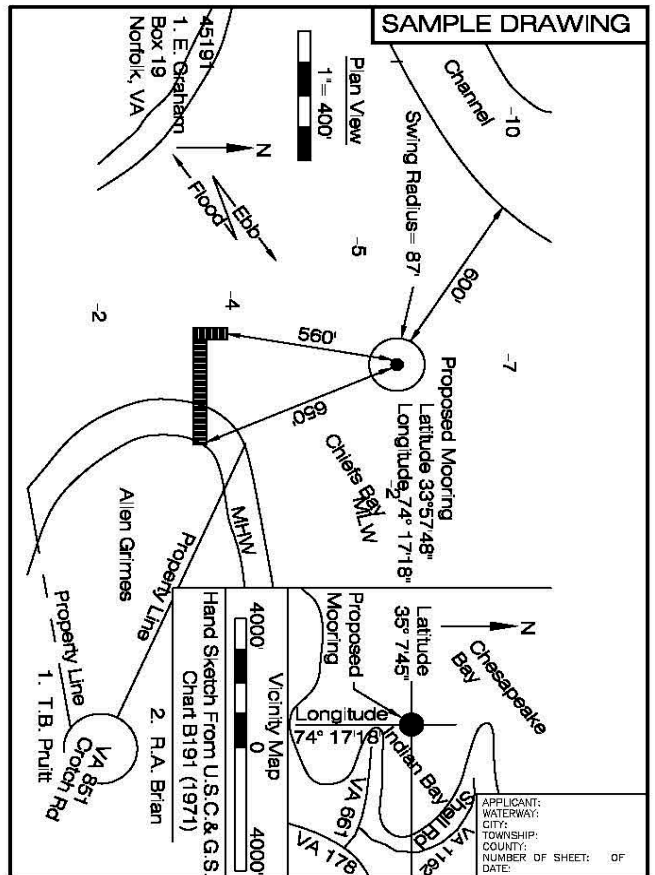 SAMPLE DRAWING
45191
1. E. Graham
Box 19
Norfolk, VA
N
Flood
Ebb
Plan View
1"= 400'
Channel
-10
Swing Radius= 87'
600'
-5
-4
-2
-7
560'
650'
Proposed Mooring
Latitude 33°57'48"
Longitude 74° 17'18"
Chiefs Bay
-2
MLW
MHW
Allen Grimes
Property Line
Property Line
1. T.B. Pruitt
2. R.A. Brian
VA 851
Crotch Rd
N
Chesapeake
Bay
Latitude
35° 7'45"
Proposed
Mooring
Longitude
74° 17'18"
Indian Bay
Shell Rd
VA 1162
VA 661
VA 178
Vicinity Map
4000' 0 4000'
Hand Sketch From U.S.C.& G.S.
Chart B191 (1971)
APPLICANT:
WATERWAY:
CITY:
TOWNSHIP:
COUNTY:
NUMBER OF SHEET: OF
DATE: